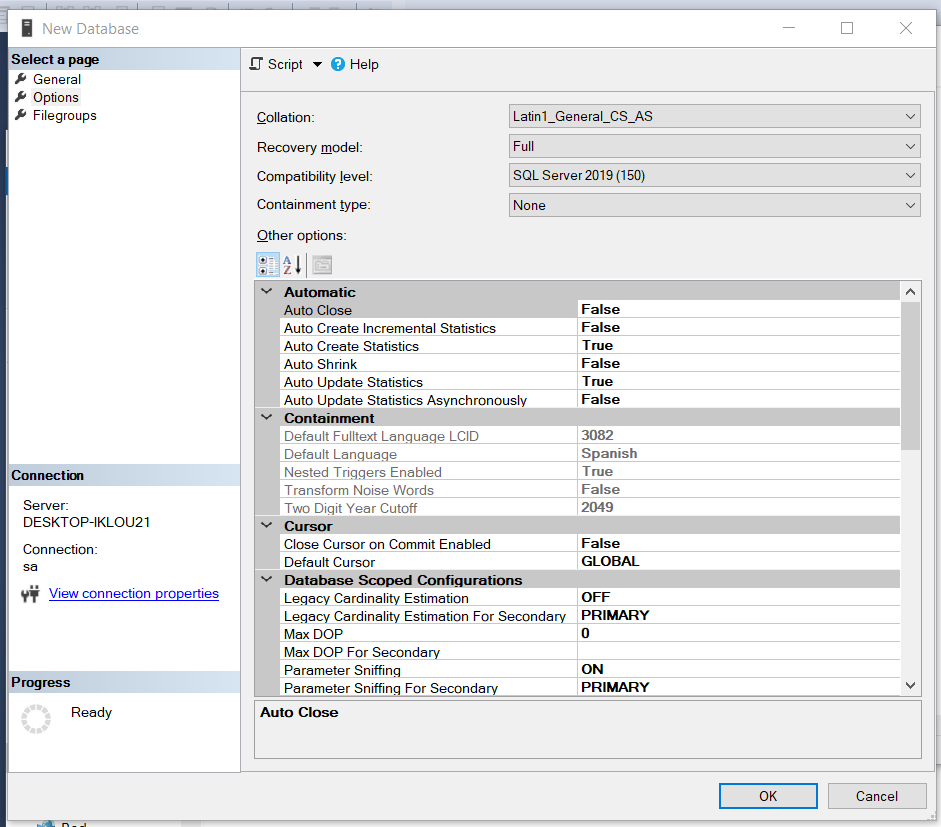 New Database
Select a page
General
Options
Filegroups
Script Help
Collation: Latin1_General_CS_AS
Recovery model: Full
Compatibility level: SQL Server 2019 (150)
Containment type: None
Other options:
Automatic
Auto Close False
Auto Create Incremental Statistics False
Auto Create Statistics True
Auto Shrink False
Auto Update Statistics True
Auto Update Statistics Asynchronously False
Containment
Default Fulltext Language LCID 3082
Default Language Spanish
Nested Triggers Enabled True
Transform Noise Words False
Two Digit Year Cutoff 2049
Cursor
Close Cursor on Commit Enabled False
Default Cursor GLOBAL
Database Scoped Configurations
Legacy Cardinality Estimation OFF
Legacy Cardinality Estimation For Secondary PRIMARY
Max DOP 0
Max DOP For Secondary
Parameter Sniffing ON
Parameter Sniffing For Secondary PRIMARY
Auto Close
Connection
Server:
DESKTOP-IKLOU21
Connection:
sa
View connection properties
Progress
Ready
OK Cancel